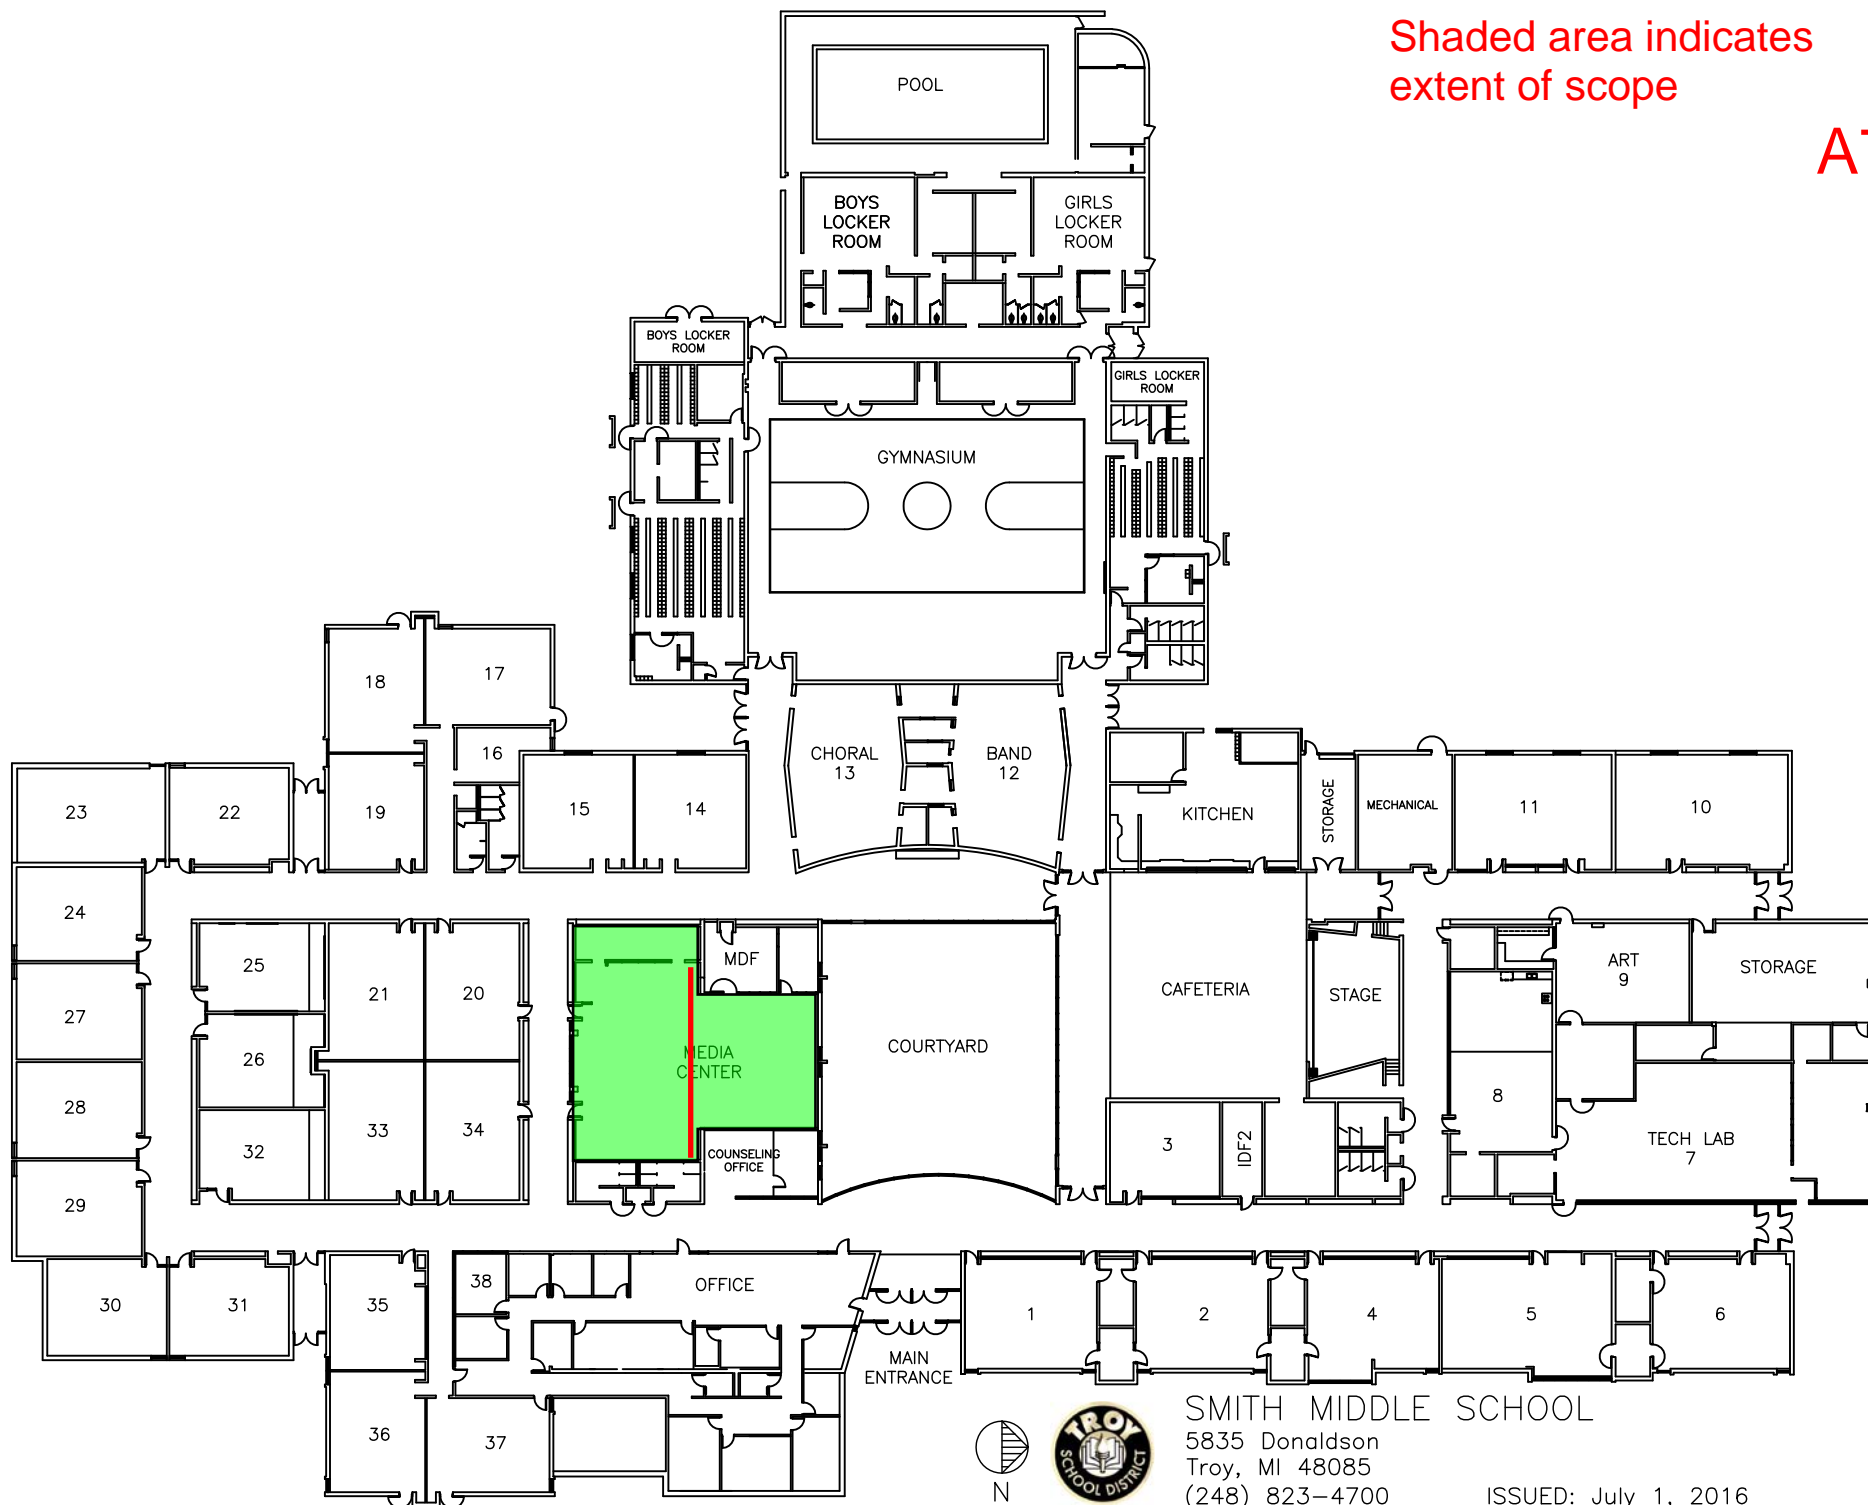 Shaded area indicates
extent of scope
POOL
BOYS
LOCKER
ROOM
GIRLS
LOCKER
ROOM
BOYS LOCKER
ROOM
GIRLS LOCKER
ROOM
GYMNASIUM
18
17
16
23
22
19
15
14
CHORAL
13
BAND
12
KITCHEN
STORAGE
MECHANICAL
11
10
24
25
21
20
MDF
CAFETERIA
STAGE
ART
9
STORAGE
27
26
MEDIA
CENTER
COURTYARD
28
32
33
34
COUNSELING
OFFICE
3
IDF2
8
TECH LAB
7
29
30
31
35
38
OFFICE
1
2
4
5
6
MAIN
ENTRANCE
36
37
N
TROY
SCHOOL DISTRICT
SMITH MIDDLE SCHOOL
5835 Donaldson
Troy, MI 48085
(248) 823-4700
ISSUED: July 1, 2016